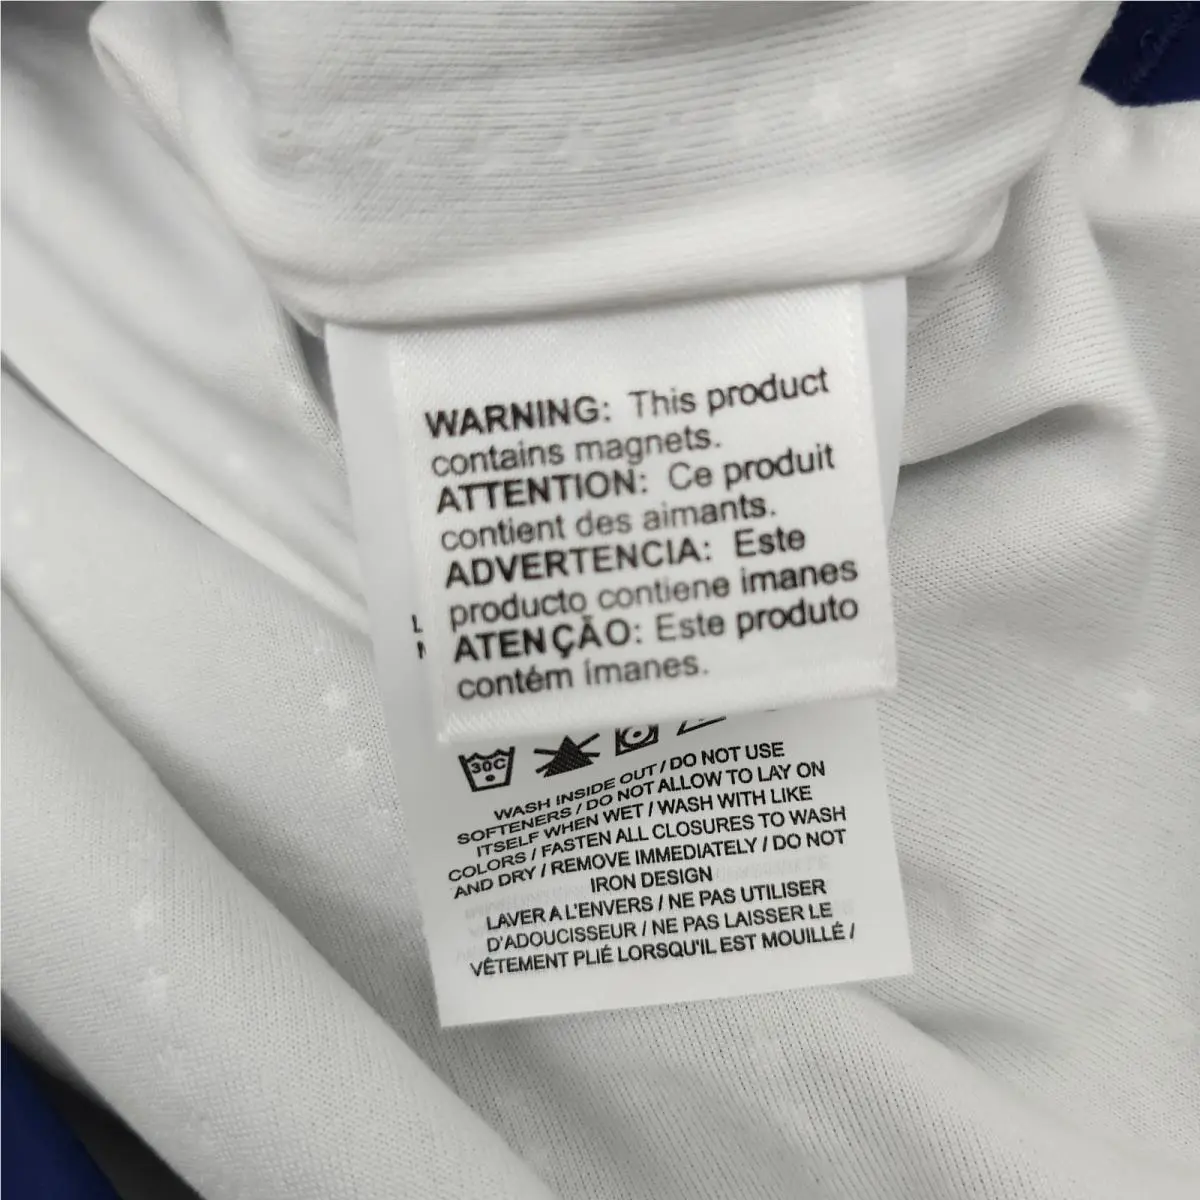 WARNING: This product
contains magnets.
ATTENTION: Ce produit
contient des aimants.
ADVERTENCIA: Este
producto contiene imanes
ATENÇÃO: Este produto
contém ímanes.
30C
WASH INSIDE OUT / DO NOT USE
SOFTENERS / DO NOT ALLOW TO LAY ON
ITSELF WHEN WET / WASH WITH LIKE
COLORS / FASTEN ALL CLOSURES TO WASH
AND DRY / REMOVE IMMEDIATELY / DO NOT
IRON DESIGN
LAVER A L'ENVERS / NE PAS UTILISER
D'ADOUCISSEUR / NE PAS LAISSER LE
VÊTEMENT PLIÉ LORSQU'IL EST MOUILLÉ /